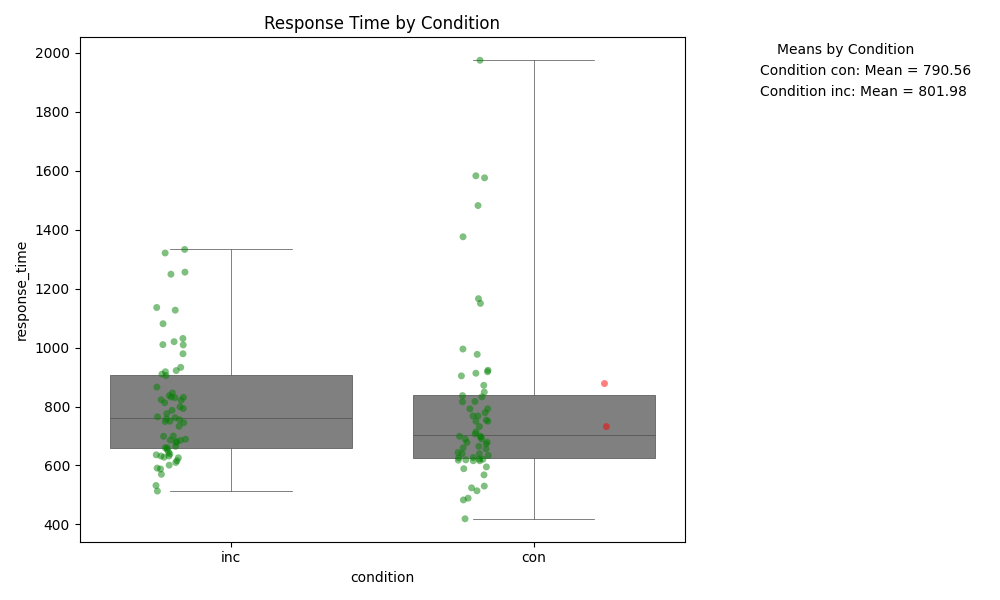 Response Time by Condition
Means by Condition
Condition con: Mean = 790.56
Condition inc: Mean = 801.98
response_time
2000
1800
1600
1400
1200
1000
800
600
400
inc
con
condition